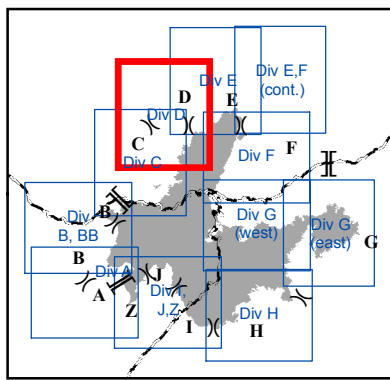 Div E,F
(cont.)
Div E
D
E
Div D
C
Div C
Div F
F
Div
B, BB
B
Div G
(west)
Div G
(east)
G
B
Div A
A
J
Z
Div I,
J,Z
I
Div H
H